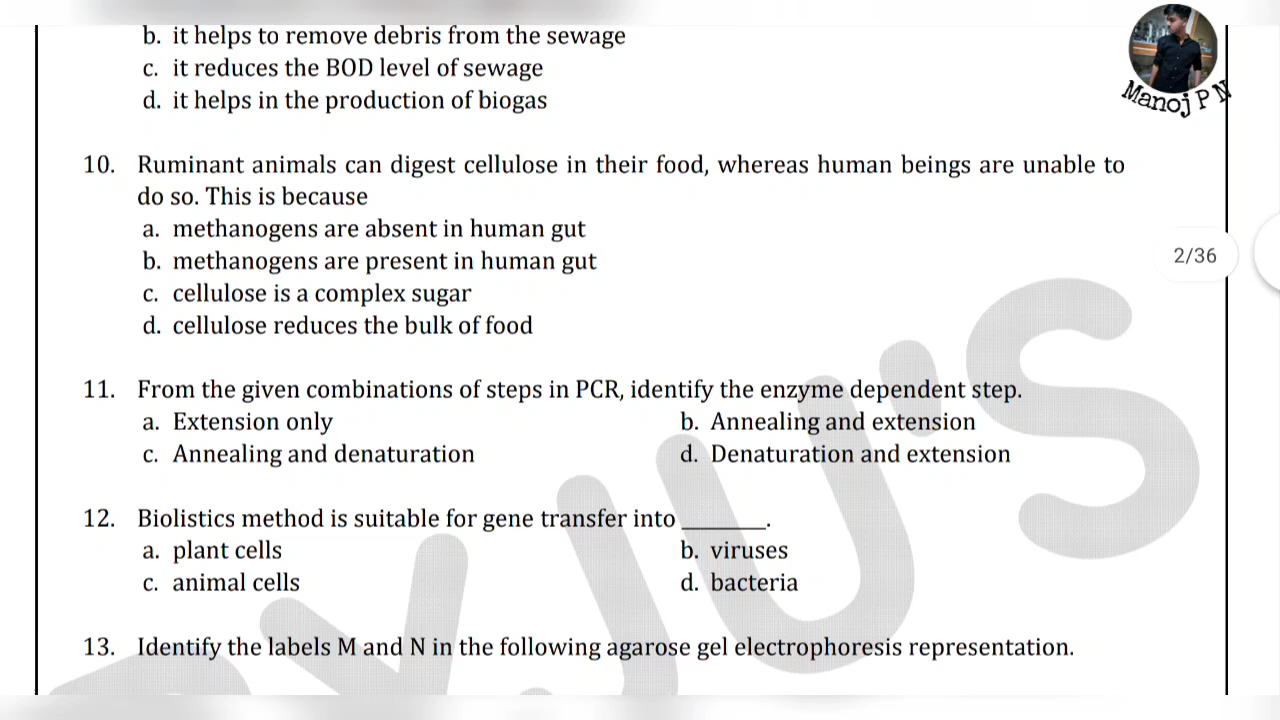 b. it helps to remove debris from the sewage
c. it reduces the BOD level of sewage
d. it helps in the production of biogas
Manoj P N
10. Ruminant animals can digest cellulose in their food, whereas human beings are unable to
do so. This is because
a. methanogens are absent in human gut
b. methanogens are present in human gut
2/36
c. cellulose is a complex sugar
d. cellulose reduces the bulk of food
11. From the given combinations of steps in PCR, identify the enzyme dependent step.
a. Extension only b. Annealing and extension
c. Annealing and denaturation d. Denaturation and extension
12. Biolistics method is suitable for gene transfer into ________.
a. plant cells b. viruses
c. animal cells d. bacteria
13. Identify the labels M and N in the following agarose gel electrophoresis representation.
BYJU'S